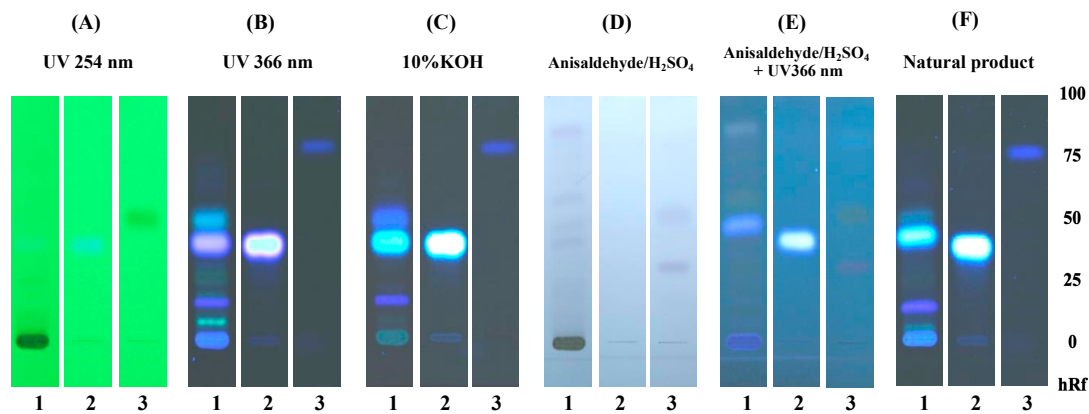 (A) (B) (C) (D) (E) (F)
UV 254 nm UV 366 nm 10%KOH Anisaldehyde/H₂SO₄ Anisaldehyde/H₂SO₄ Natural product
+ UV366 nm
100
75
50
25
0
hRf
1 2 3 1 2 3 1 2 3 1 2 3 1 2 3 1 2 3